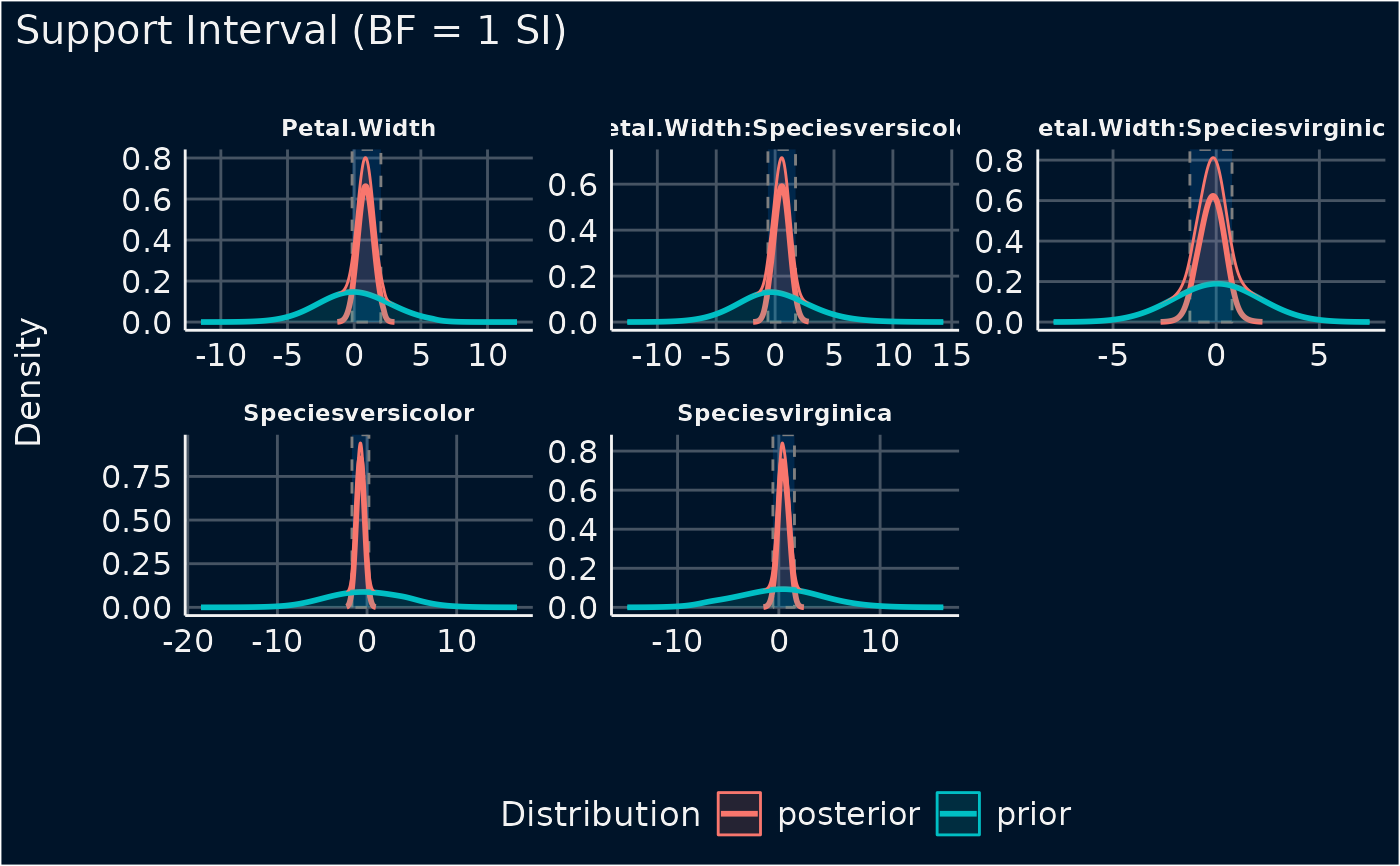 Support Interval (BF = 1 SI)
Petal.Width
etal.Width:Speciesversicolo
etal.Width:Speciesvirginic
0.8
0.6
0.4
0.2
0.0
-10 -5 0 5 10
0.6
0.4
0.2
0.0
-10 -5 0 5 10 15
0.8
0.6
0.4
0.2
0.0
-5 0 5
Density
Speciesversicolor
Speciesvirginica
0.75
0.50
0.25
0.00
-20 -10 0 10
0.8
0.6
0.4
0.2
0.0
-10 0 10
Distribution posterior prior